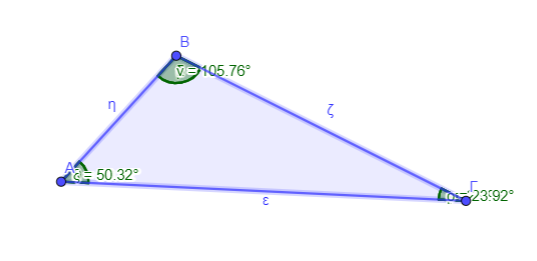 B
ν = 105.76°
η
ζ
A
= 50.32°
Γ
= 23.92°
ε